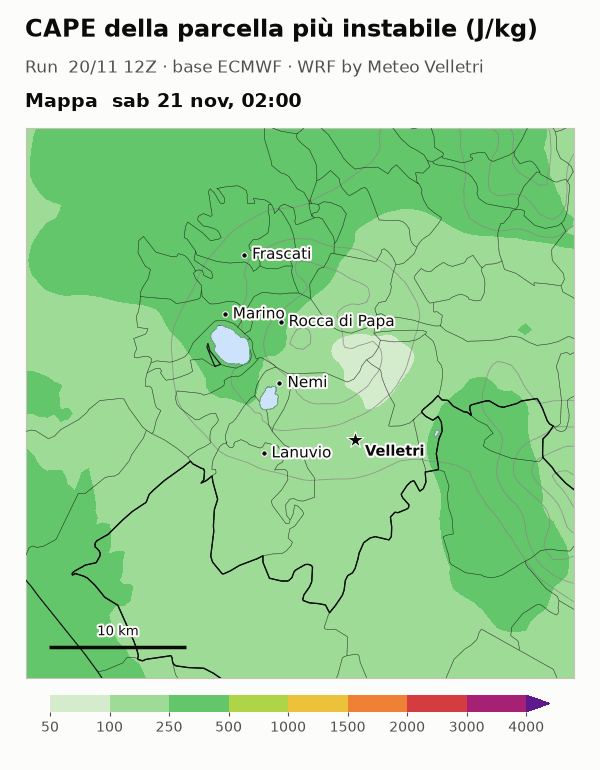 CAPE della parcella più instabile (J/kg)
Run  20/11 12Z · base ECMWF · WRF by Meteo Velletri
Mappa  sab 21 nov, 02:00
Frascati
Marino
Rocca di Papa
Nemi
Velletri
Lanuvio
10 km
50 100 250 500 1000 1500 2000 3000 4000